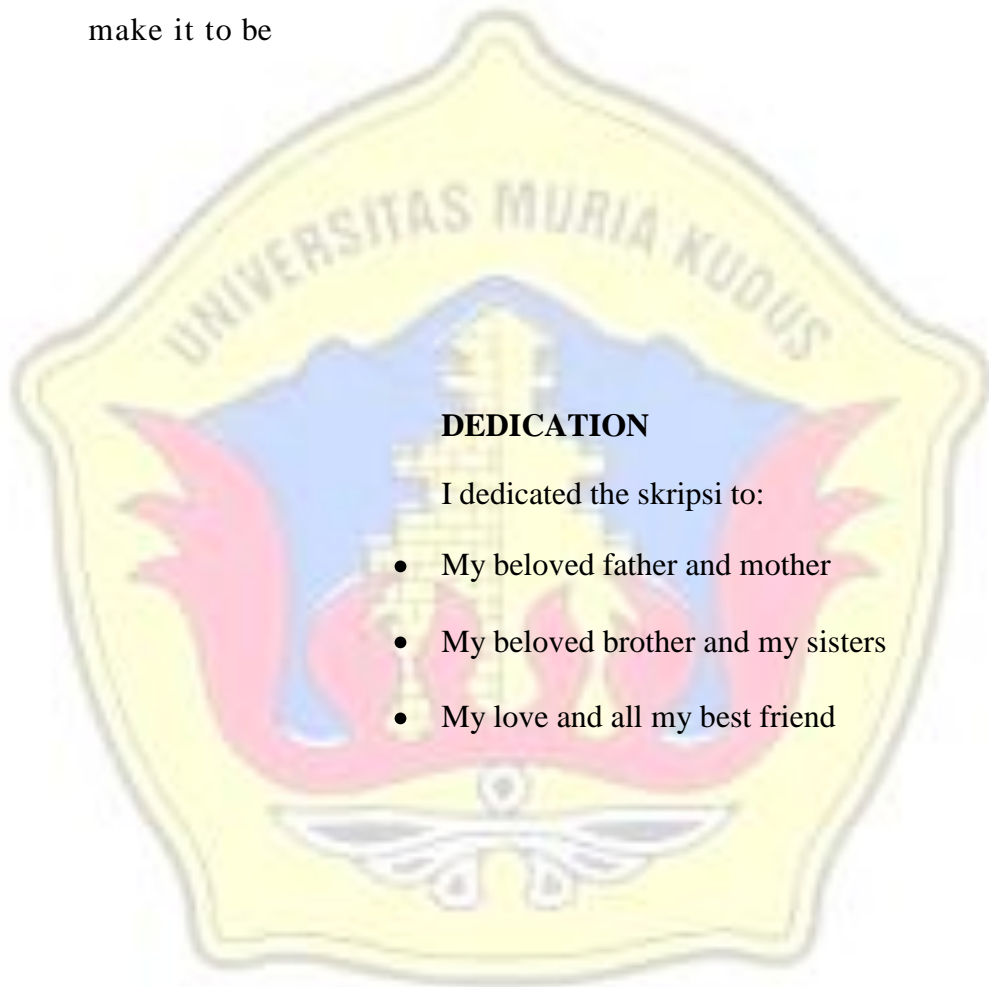 make it to be
UNIVERSITAS MURIA KUDUS
DEDICATION
I dedicated the skripsi to:
• My beloved father and mother
• My beloved brother and my sisters
• My love and all my best friend